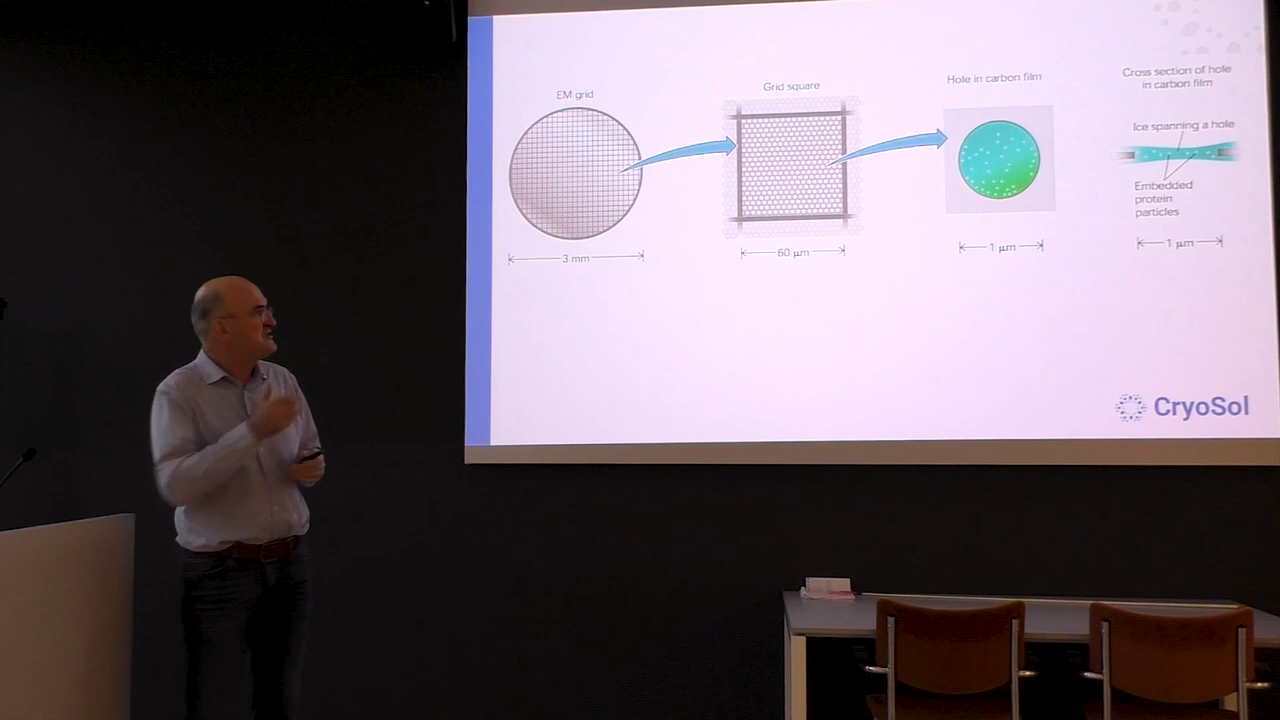 EM grid
3 mm
Grid square
60 μm
Hole in carbon film
1 μm
Cross section of hole
in carbon film
Ice spanning a hole
Embedded
protein
particles
1 μm
CryoSol